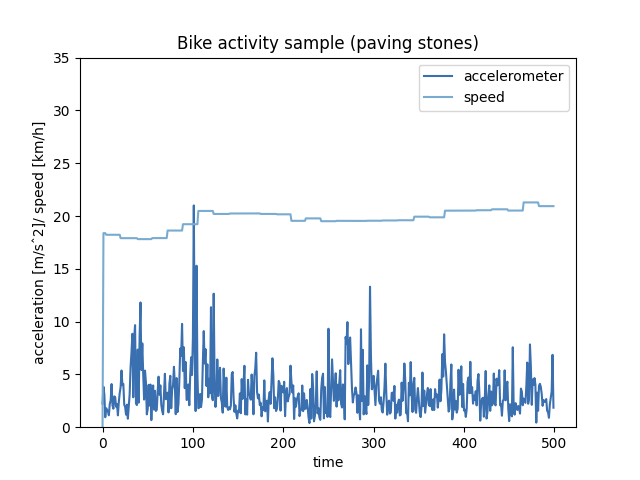 Bike activity sample (paving stones)
accelerometer
speed
35
30
25
20
15
10
5
0
acceleration [m/s^2]/ speed [km/h]
0 100 200 300 400 500
time